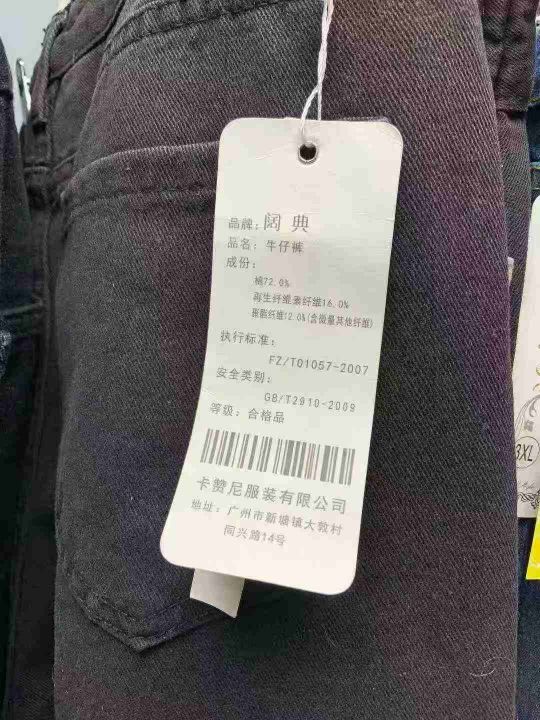 品牌：阔 典
品名：牛仔裤
成份：
棉72.0%
再生纤维素纤维16.0%
聚酯纤维12.0%(含微量其他纤维)
执行标准：
FZ/T01057-2007
安全类别：
GB/T2910-2009
等级：合格品
卡赞尼服装有限公司
地址：广州市新塘镇大敦村
同兴路14号
3XL